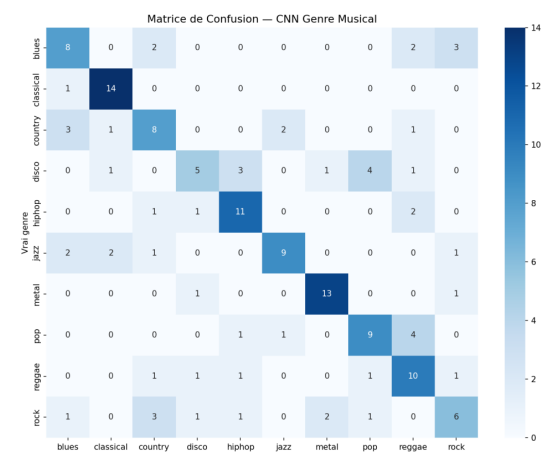 Matrice de Confusion — CNN Genre Musical
Vrai genre
blues 8 0 2 0 0 0 0 0 2 3
classical 1 14 0 0 0 0 0 0 0 0
country 3 1 8 0 0 2 0 0 1 0
disco 0 1 0 5 3 0 1 4 1 0
hiphop 0 0 1 1 11 0 0 0 2 0
jazz 2 2 1 0 0 9 0 0 0 1
metal 0 0 0 1 0 0 13 0 0 1
pop 0 0 0 0 1 1 0 9 4 0
reggae 0 0 1 1 1 0 0 1 10 1
rock 1 0 3 1 1 0 2 1 0 6
blues classical country disco hiphop jazz metal pop reggae rock
14
12
10
8
6
4
2
0